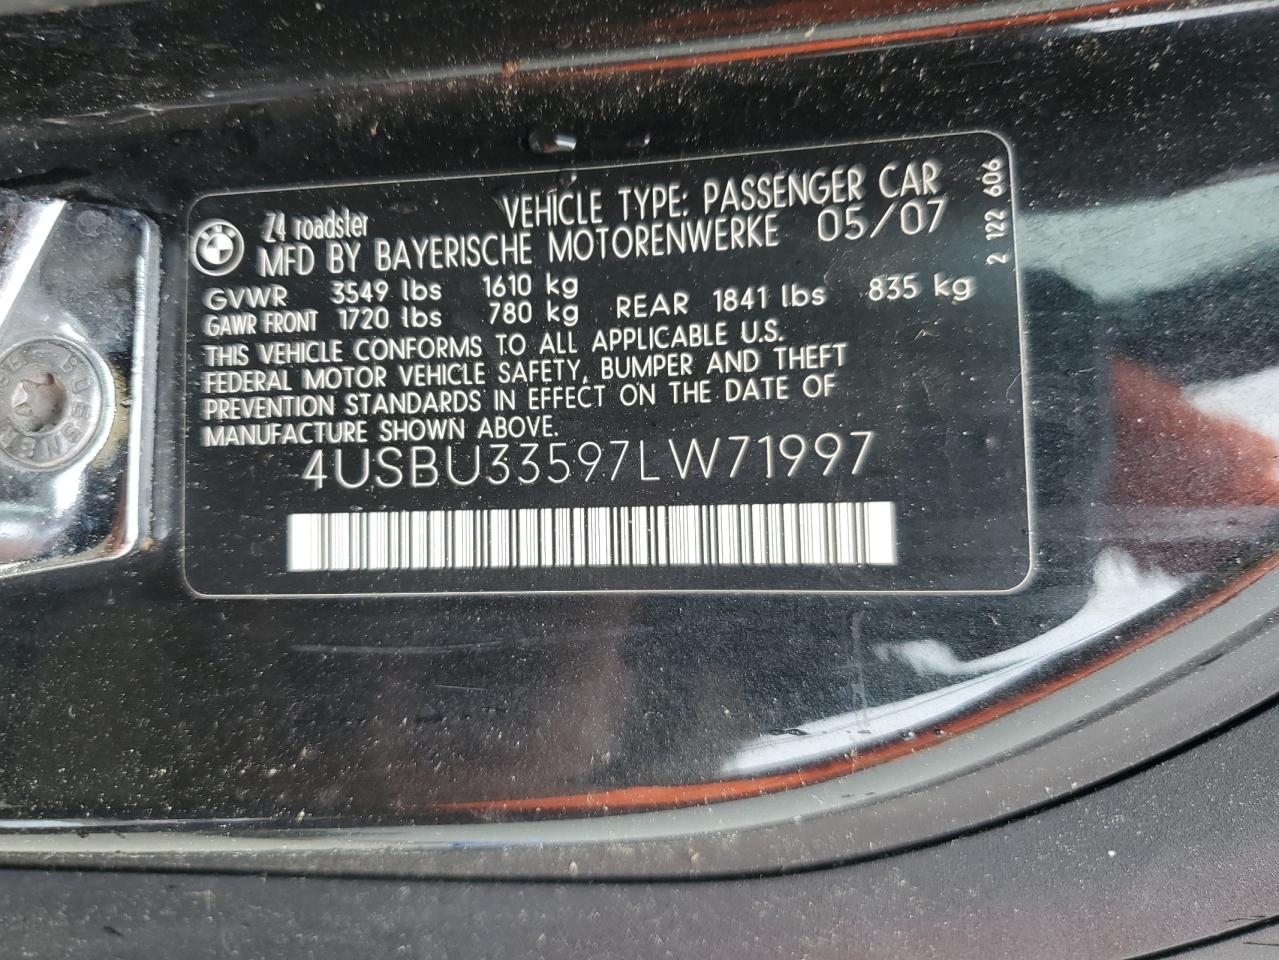 Z4 roadster VEHICLE TYPE: PASSENGER CAR
MFD BY BAYERISCHE MOTORENWERKE 05/07
GVWR 3549 lbs 1610 kg
GAWR FRONT 1720 lbs 780 kg REAR 1841 lbs 835 kg
THIS VEHICLE CONFORMS TO ALL APPLICABLE U.S.
FEDERAL MOTOR VEHICLE SAFETY, BUMPER AND THEFT
PREVENTION STANDARDS IN EFFECT ON THE DATE OF
MANUFACTURE SHOWN ABOVE.
4USBU33597LW71997
2 122 606